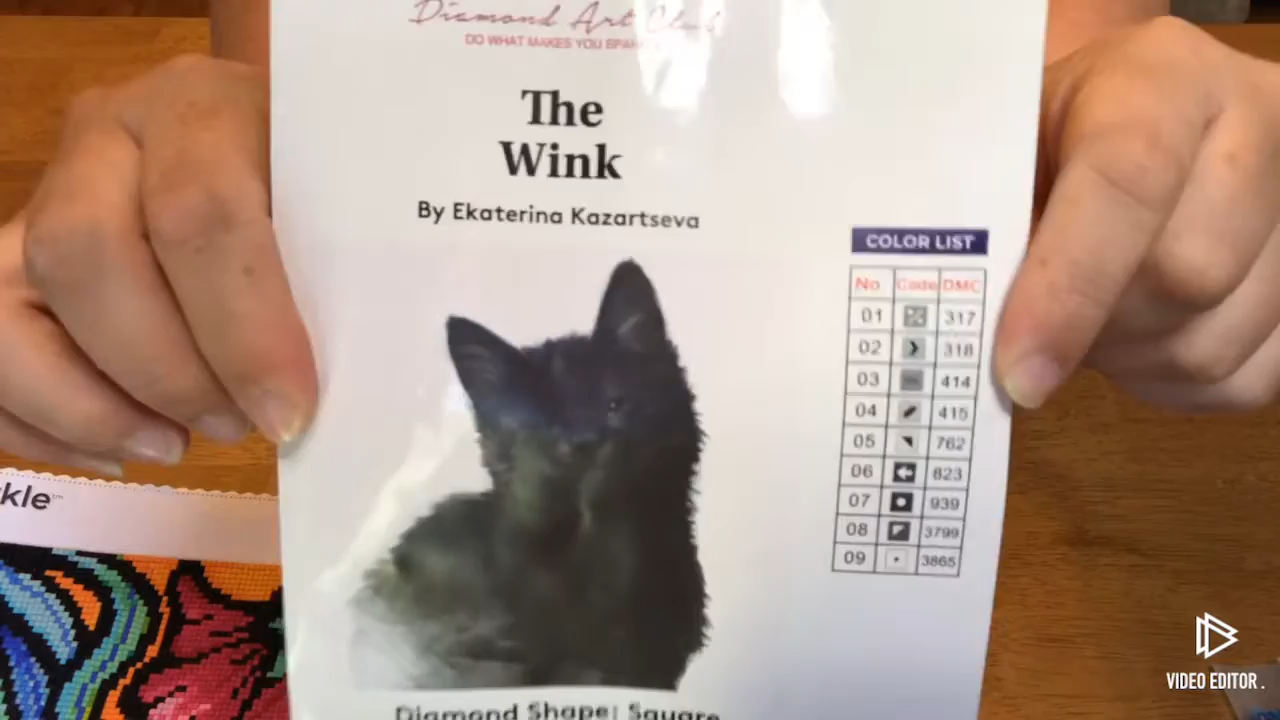 Diamond Art Club
DO WHAT MAKES YOU SPARK
The
Wink
By Ekaterina Kazartseva
COLOR LIST
No Code DMC
01 317
02 318
03 414
04 415
05 762
06 823
07 939
08 3799
09 3865
kle™
Diamond Shape| Square
VIDEO EDITOR.